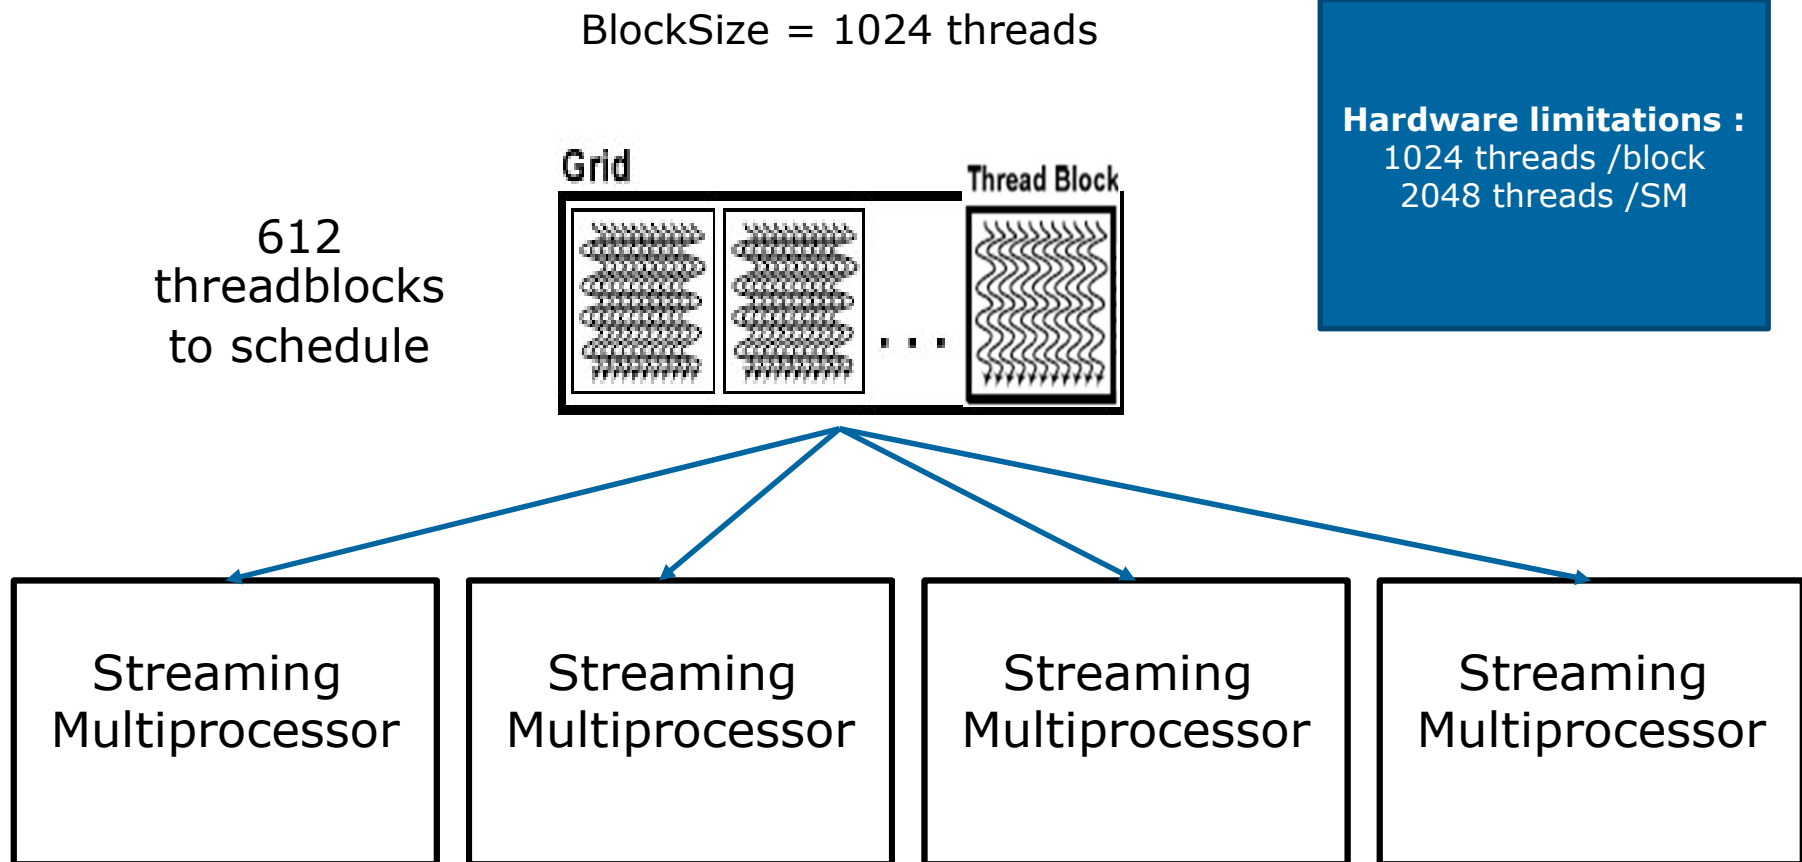 BlockSize = 1024 threads
Hardware limitations :
1024 threads /block
2048 threads /SM
Grid
Thread Block
612
threadblocks
to schedule
. . .
Streaming
Multiprocessor
Streaming
Multiprocessor
Streaming
Multiprocessor
Streaming
Multiprocessor